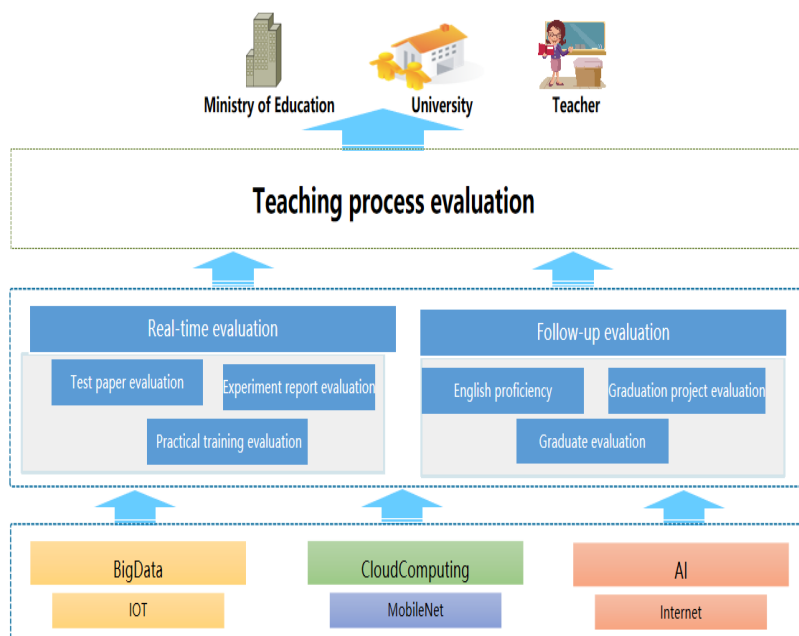 Ministry of Education
University
Teacher
Teaching process evaluation
Real-time evaluation
Follow-up evaluation
Test paper evaluation
Experiment report evaluation
Practical training evaluation
English proficiency
Graduation project evaluation
Graduate evaluation
BigData
CloudComputing
AI
IOT
MobileNet
Internet